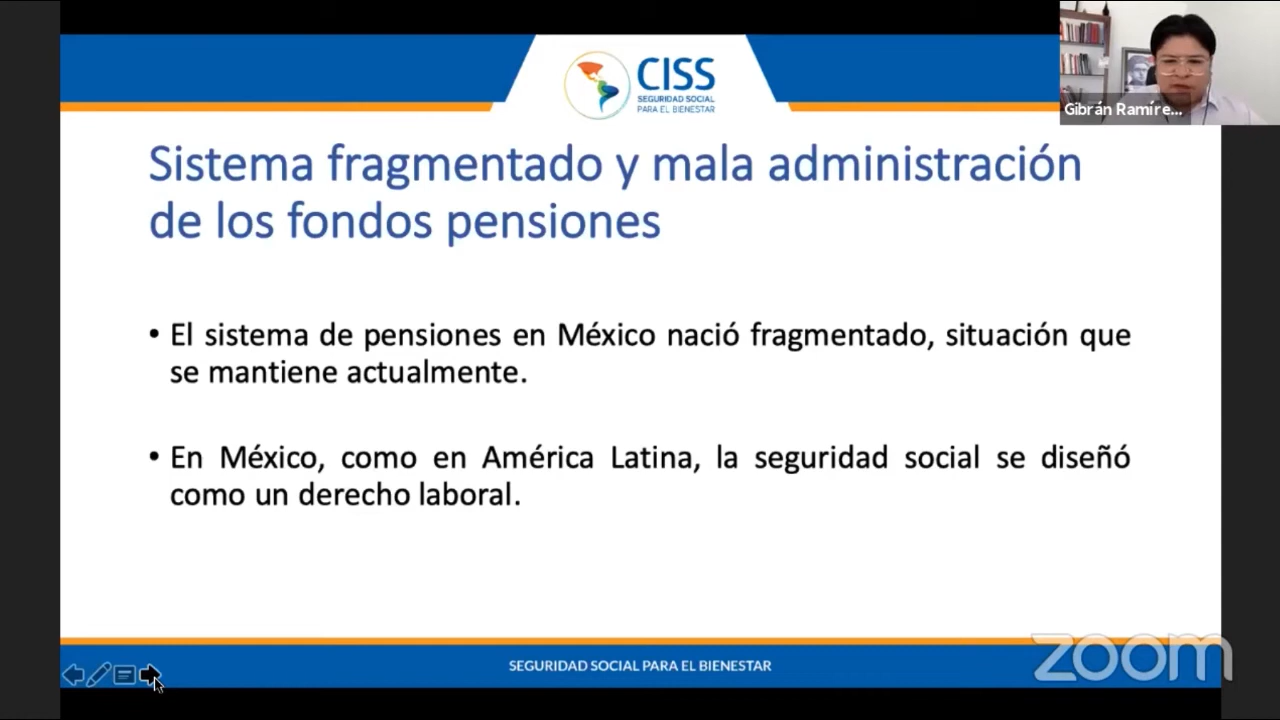 CISS
SEGURIDAD SOCIAL
PARA EL BIENESTAR
Gibrán Ramíre...
Sistema fragmentado y mala administración
de los fondos pensiones
• El sistema de pensiones en México nació fragmentado, situación que
se mantiene actualmente.
• En México, como en América Latina, la seguridad social se diseñó
como un derecho laboral.
SEGURIDAD SOCIAL PARA EL BIENESTAR
zoom